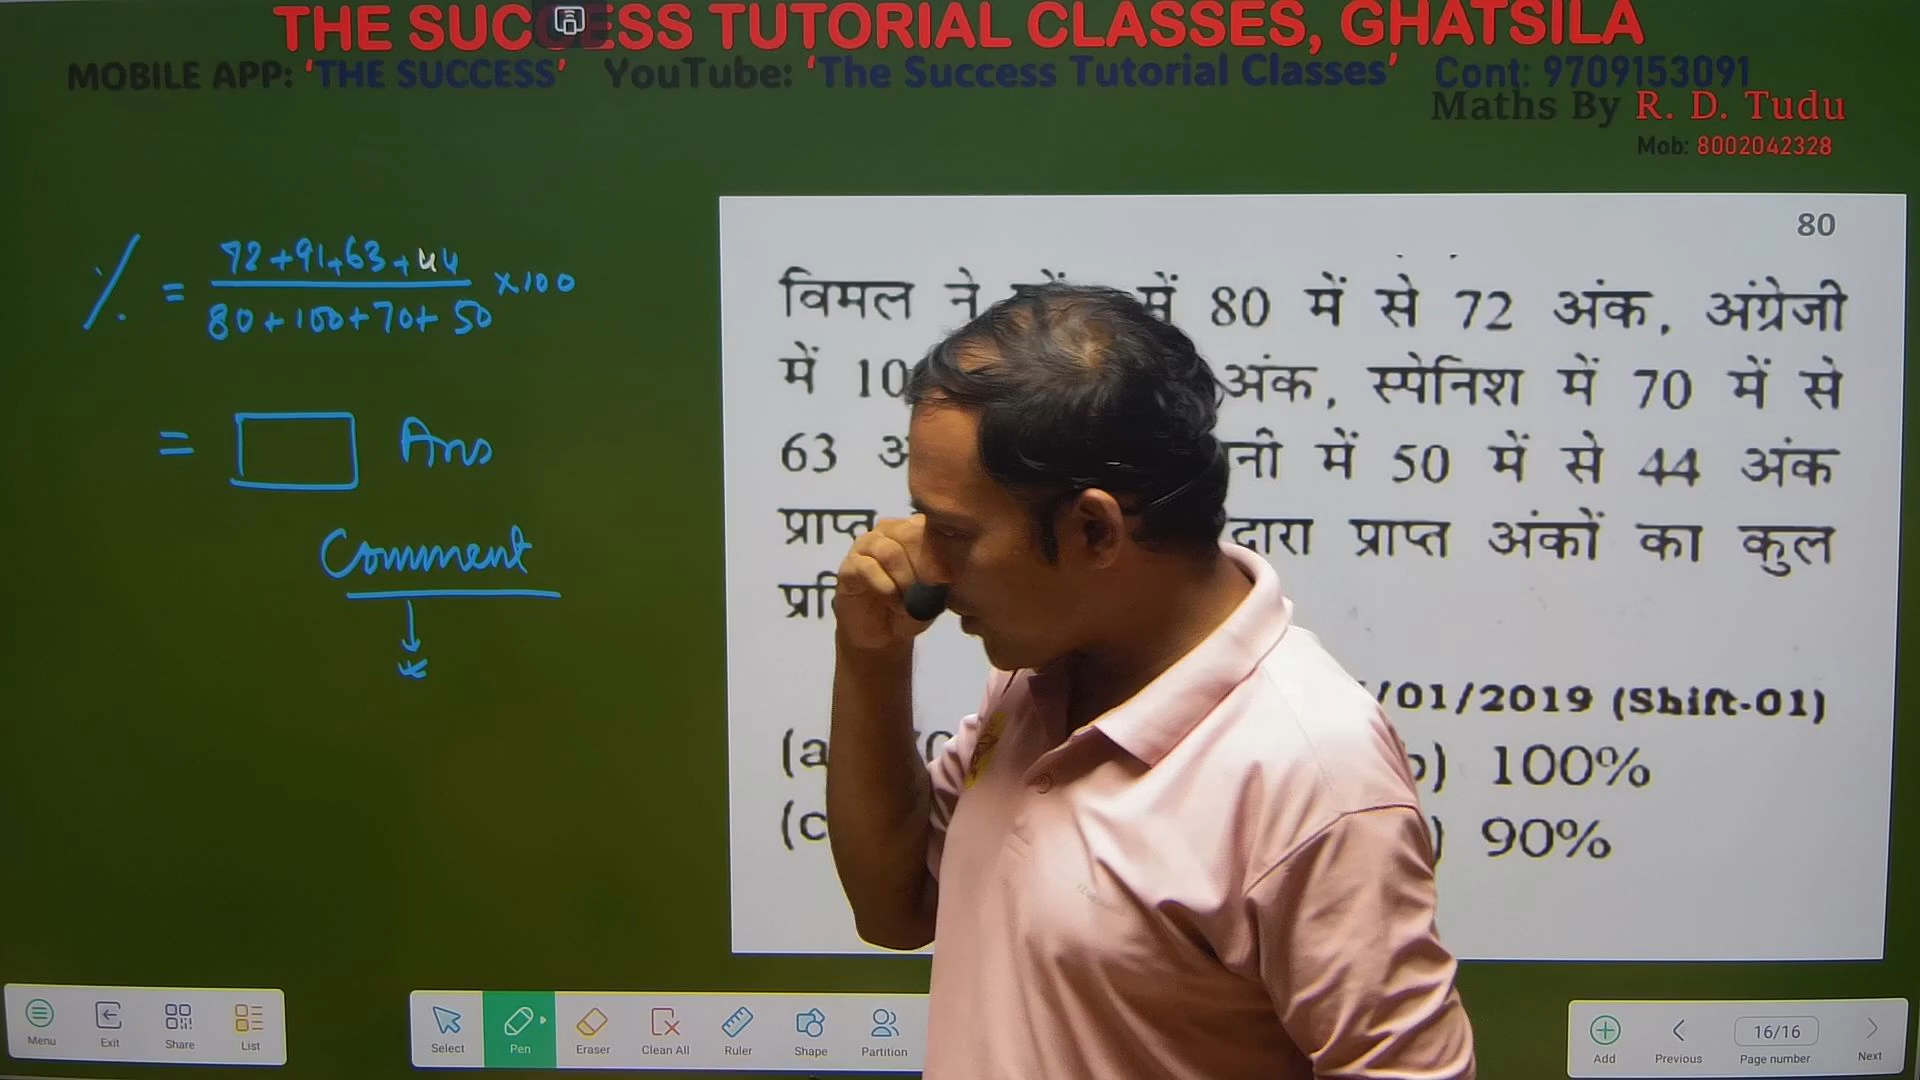 THE SUCCESS TUTORIAL CLASSES, GHATSILA
MOBILE APP: 'THE SUCCESS' YouTube: 'The Success Tutorial Classes' Cont: 9709153091
Maths By R. D. Tudu
Mob: 8002042328
80
% = 72+91+63+44 / 80+100+70+50 ×100
= Ans
Comment
विमल ने में 80 में से 72 अंक, अंग्रेजी
में 10 अंक, स्पेनिश में 70 में से
63 में 50 में से 44 अंक
प्राप्त द्वारा प्राप्त अंकों का कुल
/01/2019 (Shift-01)
(a (b) 100%
(c 90%
Menu Exit Share List
Select Pen Eraser Clean All Ruler Shape Partition
Add Previous 16/16 Page number Next